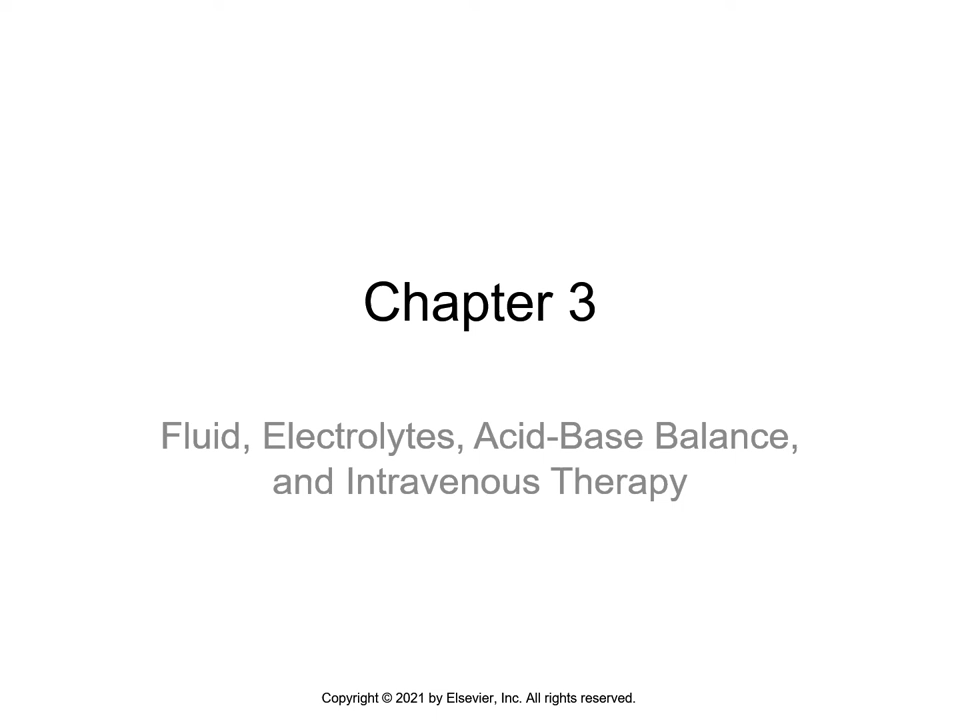 Chapter 3
Fluid, Electrolytes, Acid-Base Balance,
and Intravenous Therapy
Copyright © 2021 by Elsevier, Inc. All rights reserved.